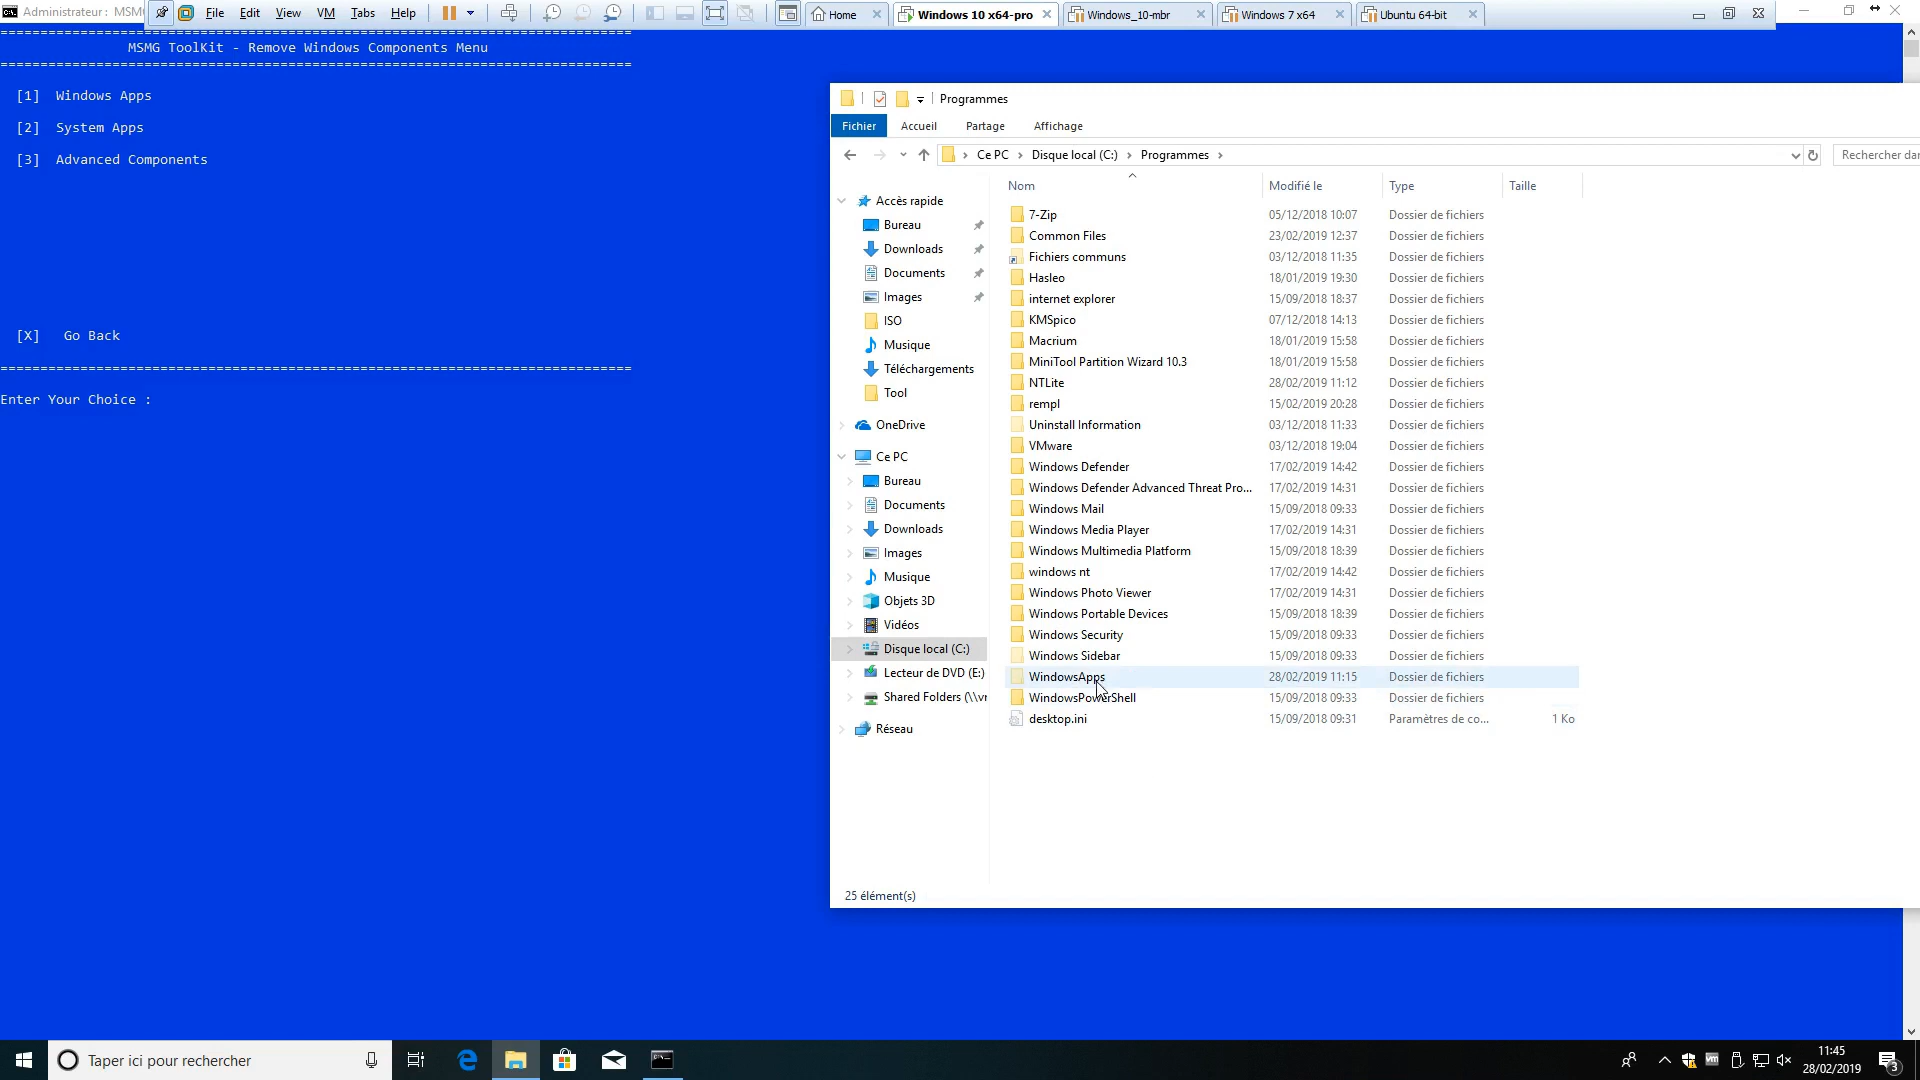 Administrateur : MSM
File Edit View VM Tabs Help
Home
Windows 10 x64-pro
Windows_10-mbr
Windows 7 x64
Ubuntu 64-bit
===============================================================================
MSMG ToolKit - Remove Windows Components Menu
===============================================================================
[1] Windows Apps
[2] System Apps
[3] Advanced Components
[X] Go Back
===============================================================================
Enter Your Choice :
Programmes
Fichier Accueil Partage Affichage
Ce PC > Disque local (C:) > Programmes >
Rechercher dan
Accès rapide
Bureau
Downloads
Documents
Images
ISO
Musique
Téléchargements
Tool
OneDrive
Ce PC
Bureau
Documents
Downloads
Images
Musique
Objets 3D
Vidéos
Disque local (C:)
Lecteur de DVD (E:)
Shared Folders (\\vr
Réseau
Nom Modifié le Type Taille
7-Zip 05/12/2018 10:07 Dossier de fichiers
Common Files 23/02/2019 12:37 Dossier de fichiers
Fichiers communs 03/12/2018 11:35 Dossier de fichiers
Hasleo 18/01/2019 19:30 Dossier de fichiers
internet explorer 15/09/2018 18:37 Dossier de fichiers
KMSpico 07/12/2018 14:13 Dossier de fichiers
Macrium 18/01/2019 15:58 Dossier de fichiers
MiniTool Partition Wizard 10.3 18/01/2019 15:58 Dossier de fichiers
NTLite 28/02/2019 11:12 Dossier de fichiers
rempl 15/02/2019 20:28 Dossier de fichiers
Uninstall Information 03/12/2018 11:33 Dossier de fichiers
VMware 03/12/2018 19:04 Dossier de fichiers
Windows Defender 17/02/2019 14:42 Dossier de fichiers
Windows Defender Advanced Threat Pro... 17/02/2019 14:31 Dossier de fichiers
Windows Mail 15/09/2018 09:33 Dossier de fichiers
Windows Media Player 17/02/2019 14:31 Dossier de fichiers
Windows Multimedia Platform 15/09/2018 18:39 Dossier de fichiers
windows nt 17/02/2019 14:42 Dossier de fichiers
Windows Photo Viewer 17/02/2019 14:31 Dossier de fichiers
Windows Portable Devices 15/09/2018 18:39 Dossier de fichiers
Windows Security 15/09/2018 09:33 Dossier de fichiers
Windows Sidebar 15/09/2018 09:33 Dossier de fichiers
WindowsApps 28/02/2019 11:15 Dossier de fichiers
WindowsPowerShell 15/09/2018 09:33 Dossier de fichiers
desktop.ini 15/09/2018 09:31 Paramètres de co... 1 Ko
25 élément(s)
Taper ici pour rechercher
11:45
28/02/2019
3